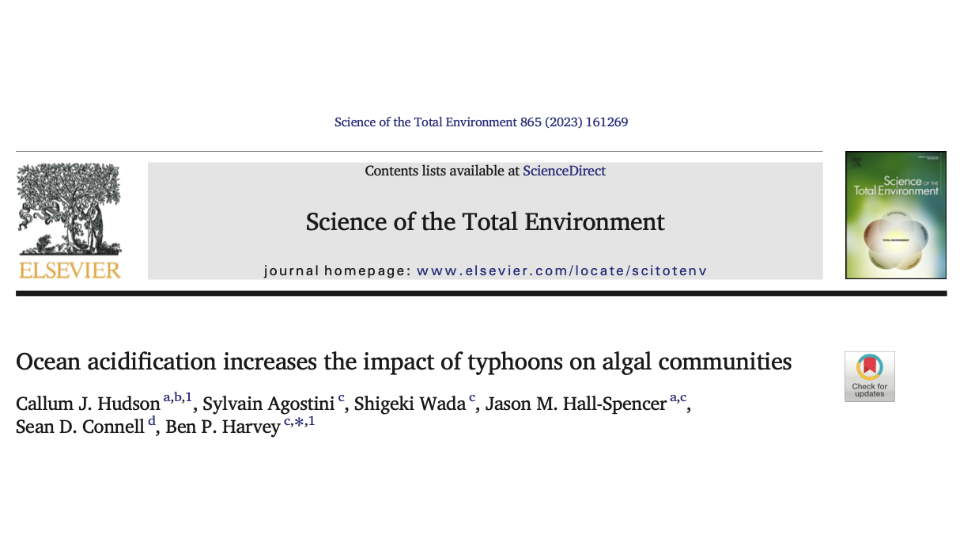 Science of the Total Environment 865 (2023) 161269
Contents lists available at ScienceDirect
Science of the Total Environment
journal homepage: www.elsevier.com/locate/scitotenv
ELSEVIER
Science OF THE
Total Environment
TOTAL ENVIRONMENT
Ocean acidification increases the impact of typhoons on algal communities
Check for
updates
Callum J. Hudson a,b,1, Sylvain Agostini c, Shigeki Wada c, Jason M. Hall-Spencer a,c,
Sean D. Connell d, Ben P. Harvey c,*,1